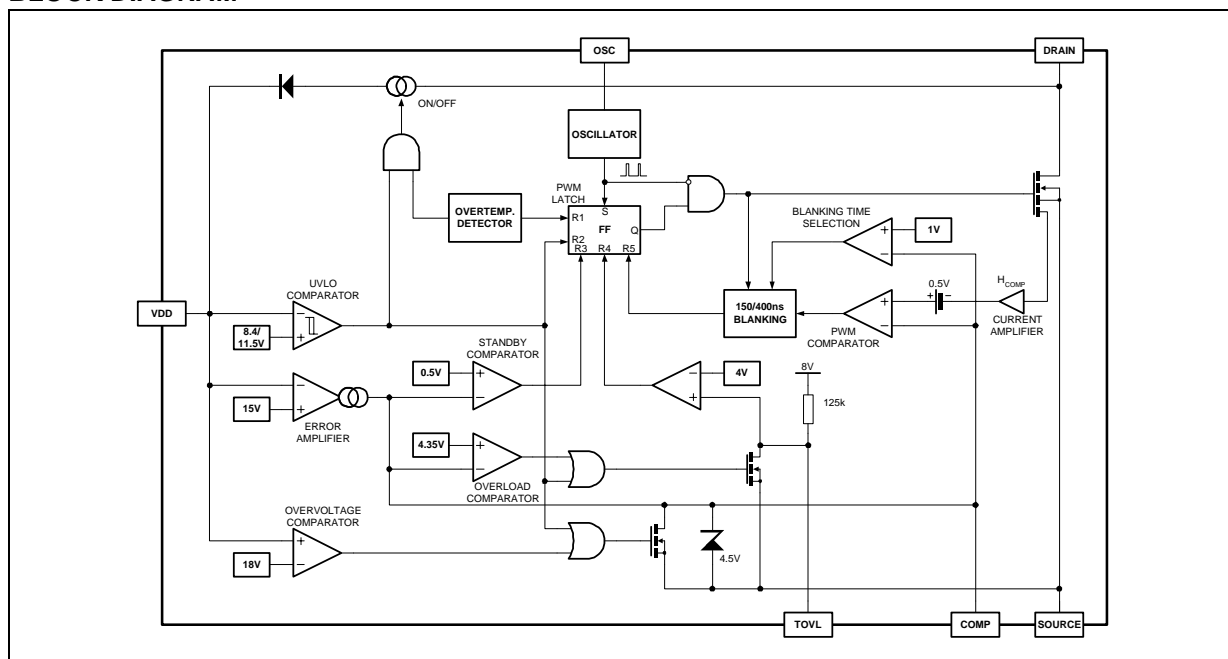 BLOCK DIAGRAM
OSC
DRAIN
ON/OFF
OSCILLATOR
PWM
LATCH
OVERTEMP.
DETECTOR
R1
S
FF
Q
R2
R3
R4
R5
BLANKING TIME
SELECTION
+
1V
−
UVLO
COMPARATOR
VDD
−
8.4/
11.5V
+
150/400ns
BLANKING
0.5V
+
−
HCOMP
+
−
PWM
COMPARATOR
CURRENT
AMPLIFIER
STANDBY
COMPARATOR
0.5V
+
−
−
4V
+
8V
125k
−
15V
+
ERROR
AMPLIFIER
4.35V
+
−
OVERLOAD
COMPARATOR
OVERVOLTAGE
COMPARATOR
+
18V
−
4.5V
TOVL
COMP
SOURCE